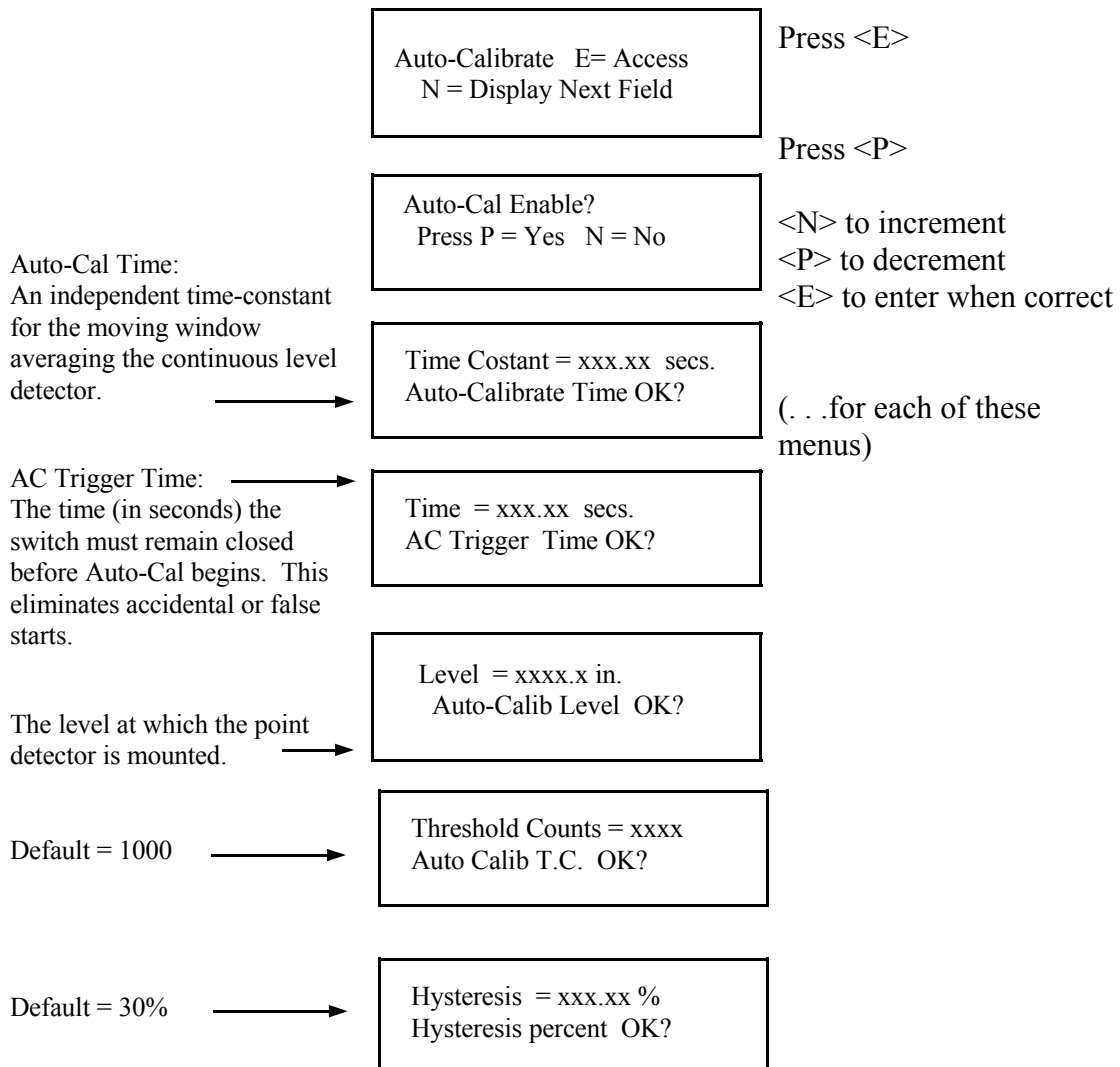 Auto-Calibrate E= Access
N = Display Next Field
Press <E>
Press <P>
Auto-Cal Enable?
Press P = Yes N = No
<N> to increment
<P> to decrement
<E> to enter when correct
Auto-Cal Time:
An independent time-constant
for the moving window
averaging the continuous level
detector.
Time Costant = xxx.xx secs.
Auto-Calibrate Time OK?
(. . .for each of these
menus)
AC Trigger Time:
The time (in seconds) the
switch must remain closed
before Auto-Cal begins. This
eliminates accidental or false
starts.
Time = xxx.xx secs.
AC Trigger Time OK?
Level = xxxx.x in.
Auto-Calib Level OK?
The level at which the point
detector is mounted.
Threshold Counts = xxxx
Auto Calib T.C. OK?
Default = 1000
Hysteresis = xxx.xx %
Hysteresis percent OK?
Default = 30%